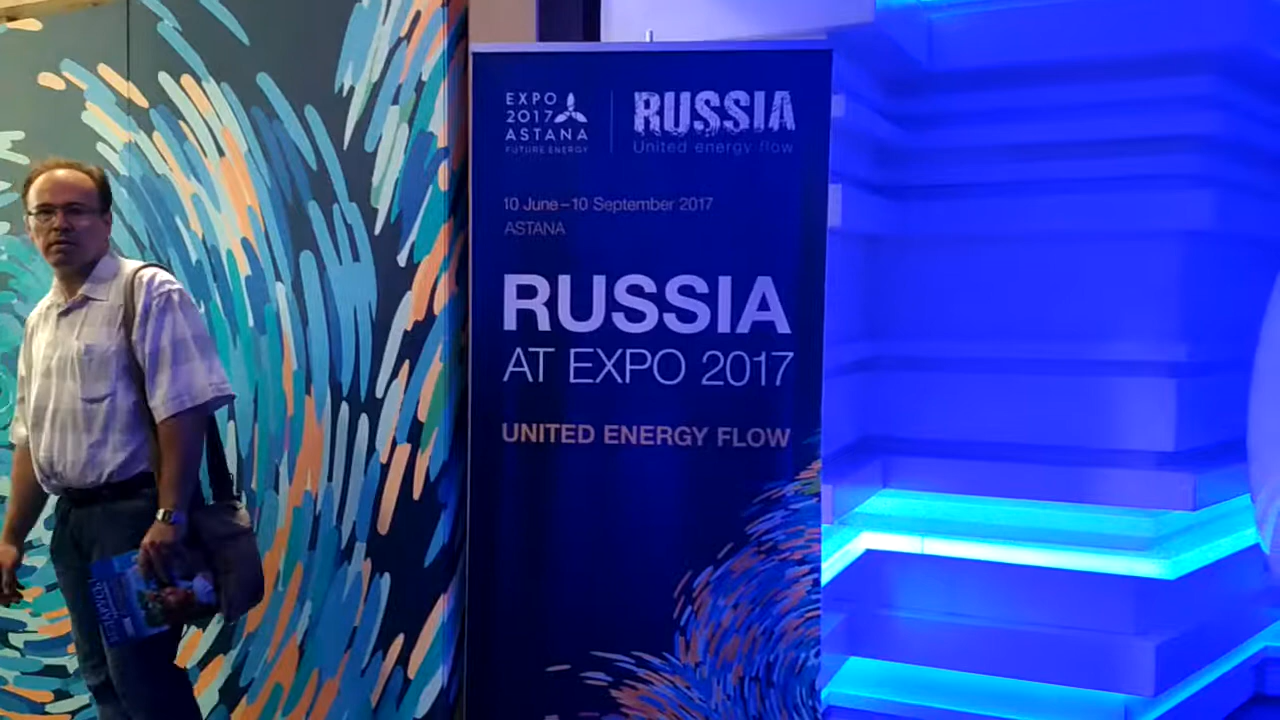 EXPO
2017
ASTANA
FUTURE ENERGY
RUSSIA
United energy flow
10 June–10 September 2017
ASTANA
RUSSIA
AT EXPO 2017
UNITED ENERGY FLOW